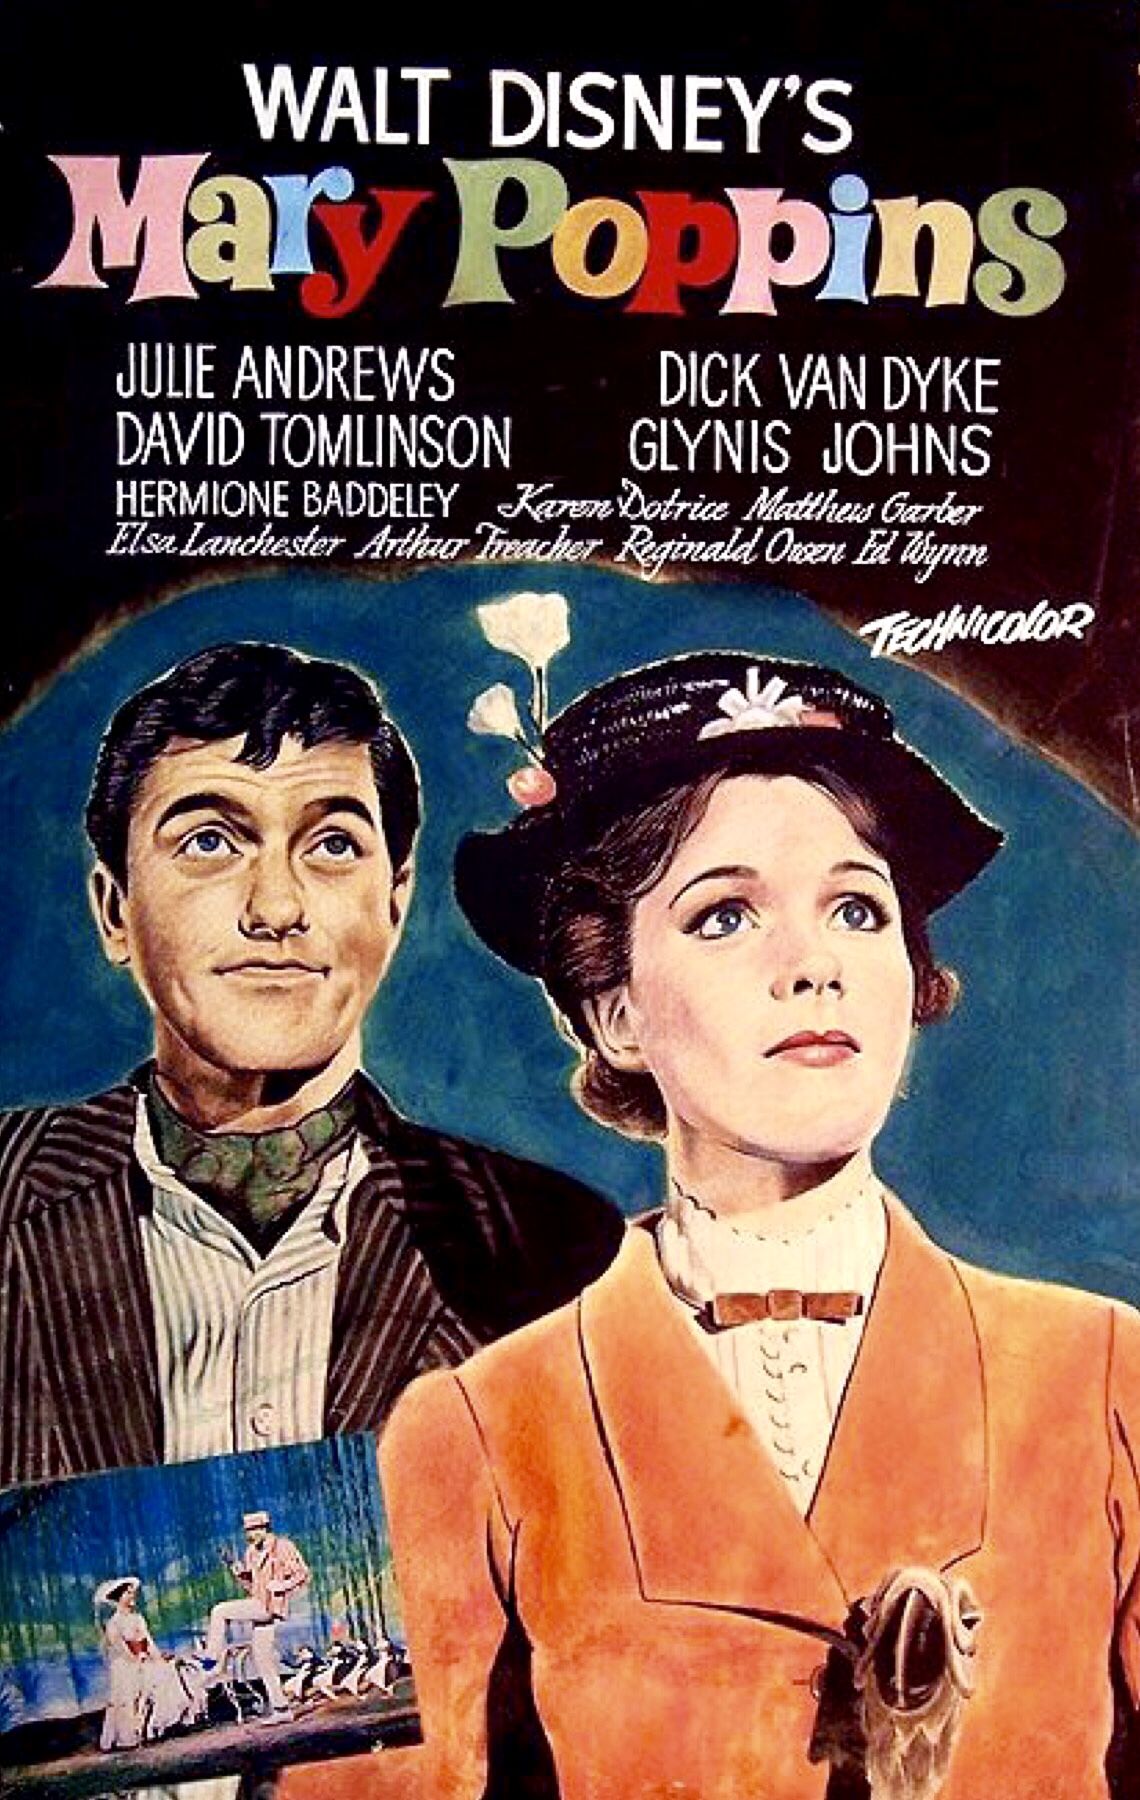 WALT DISNEY'S
Mary Poppins
JULIE ANDREWS DICK VAN DYKE
DAVID TOMLINSON GLYNIS JOHNS
HERMIONE BADDELEY Karen Dotrice Matthew Garber
Elsa Lanchester Arthur Treacher Reginald Owen Ed Wynn
TECHNICOLOR